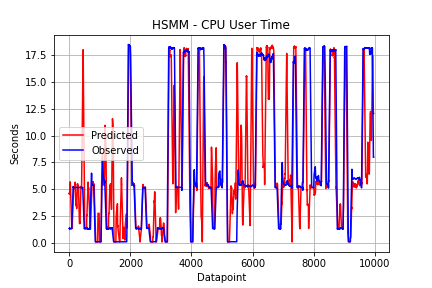 HSMM - CPU User Time
Seconds
17.5
15.0
12.5
10.0
7.5
5.0
2.5
0.0
Predicted
Observed
0 2000 4000 6000 8000 10000
Datapoint